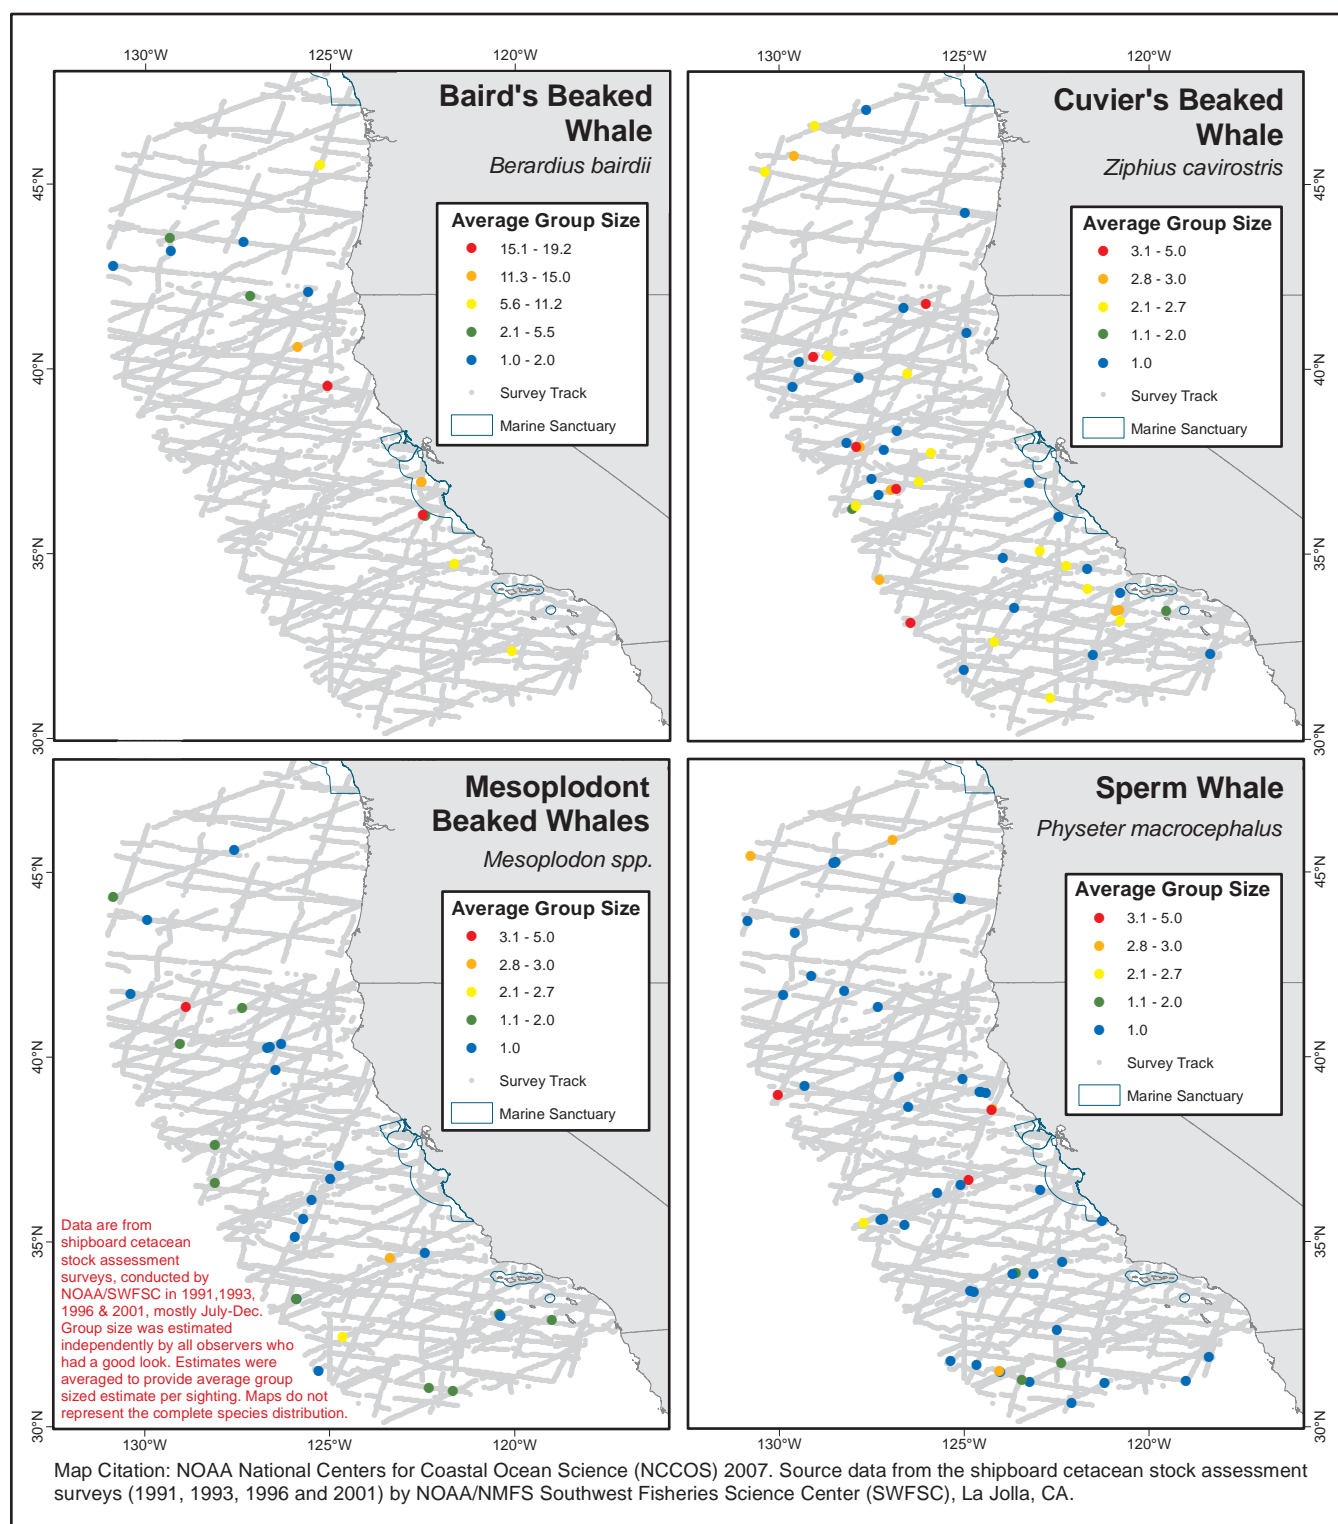 130°W 125°W 120°W
130°W 125°W 120°W
Baird's Beaked
Whale
Berardius bairdii
Average Group Size
15.1 - 19.2
11.3 - 15.0
5.6 - 11.2
2.1 - 5.5
1.0 - 2.0
Survey Track
Marine Sanctuary
45°N
40°N
35°N
30°N
Cuvier's Beaked
Whale
Ziphius cavirostris
Average Group Size
3.1 - 5.0
2.8 - 3.0
2.1 - 2.7
1.1 - 2.0
1.0
Survey Track
Marine Sanctuary
45°N
40°N
35°N
30°N
Mesoplodont
Beaked Whales
Mesoplodon spp.
Average Group Size
3.1 - 5.0
2.8 - 3.0
2.1 - 2.7
1.1 - 2.0
1.0
Survey Track
Marine Sanctuary
45°N
40°N
35°N
30°N
Data are from
shipboard cetacean
stock assessment
surveys, conducted by
NOAA/SWFSC in 1991,1993,
1996 & 2001, mostly July-Dec.
Group size was estimated
independently by all observers who
had a good look. Estimates were
averaged to provide average group
sized estimate per sighting. Maps do not
represent the complete species distribution.
Sperm Whale
Physeter macrocephalus
Average Group Size
3.1 - 5.0
2.8 - 3.0
2.1 - 2.7
1.1 - 2.0
1.0
Survey Track
Marine Sanctuary
45°N
40°N
35°N
30°N
130°W 125°W 120°W
130°W 125°W 120°W
Map Citation: NOAA National Centers for Coastal Ocean Science (NCCOS) 2007. Source data from the shipboard cetacean stock assessment
surveys (1991, 1993, 1996 and 2001) by NOAA/NMFS Southwest Fisheries Science Center (SWFSC), La Jolla, CA.